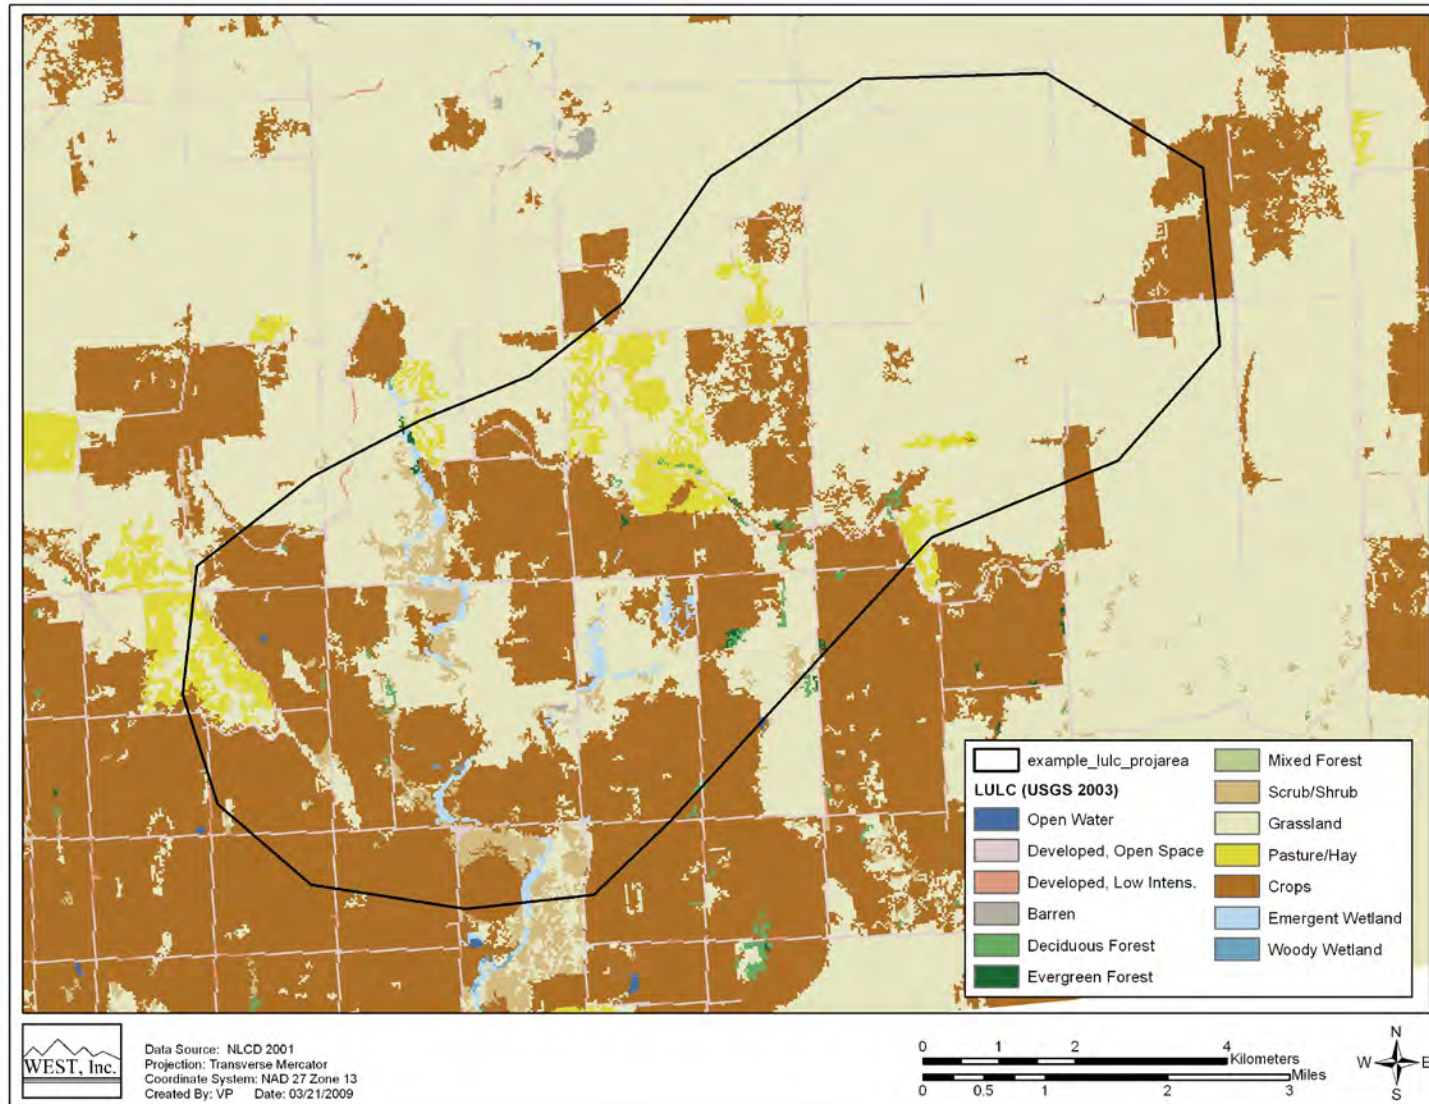 example_lulc_projarea
LULC (USGS 2003)
Open Water
Developed, Open Space
Developed, Low Intens.
Barren
Deciduous Forest
Evergreen Forest
Mixed Forest
Scrub/Shrub
Grassland
Pasture/Hay
Crops
Emergent Wetland
Woody Wetland
WEST, Inc.
Data Source: NLCD 2001
Projection: Transverse Mercator
Coordinate System: NAD 27 Zone 13
Created By: VP Date: 03/21/2009
0 1 2 4
Kilometers
Miles
0 0.5 1 2 3
N
W E
S